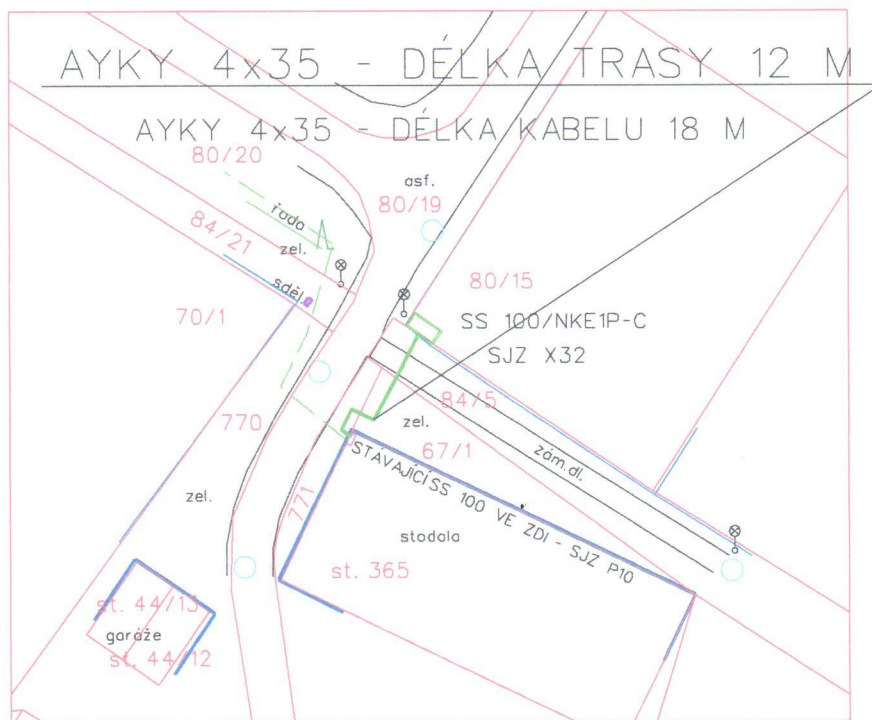 AYKY 4x35 - DÉLKA TRASY 12 M
AYKY 4x35 - DÉLKA KABELU 18 M
80/20
asf.
80/19
řada
zel.
84/21
sděl.
80/15
70/1
SS 100/NKE1P-C
SJZ X32
84/5
770
zel.
67/1
zám.dl.
STÁVAJÍCÍ SS 100 VE ZDI - SJZ P10
zel.
771
stodola
st. 365
st. 44/13
garáže
st. 44/12